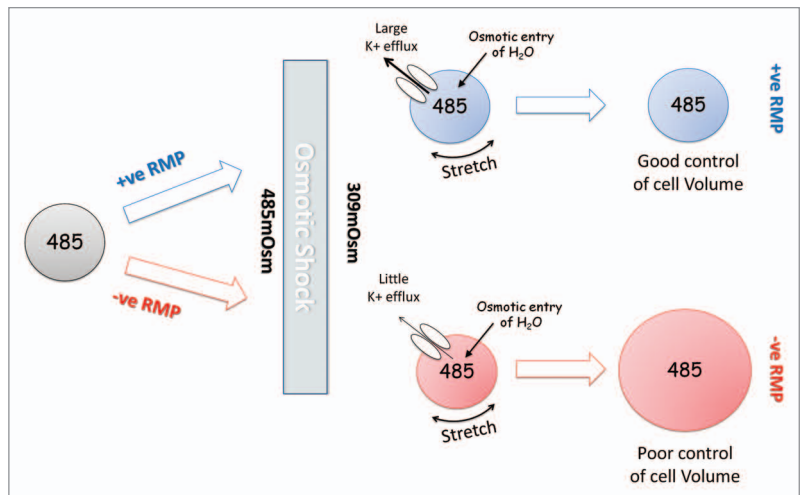 485
+ve RMP
-ve RMP
485mOsm
Osmotic Shock
309mOsm
Large
K+ efflux
Osmotic entry
of H₂O
485
Stretch
485
Good control
of cell Volume
+ve RMP
Little
K+ efflux
Osmotic entry
of H₂O
485
Stretch
485
Poor control
of cell Volume
-ve RMP